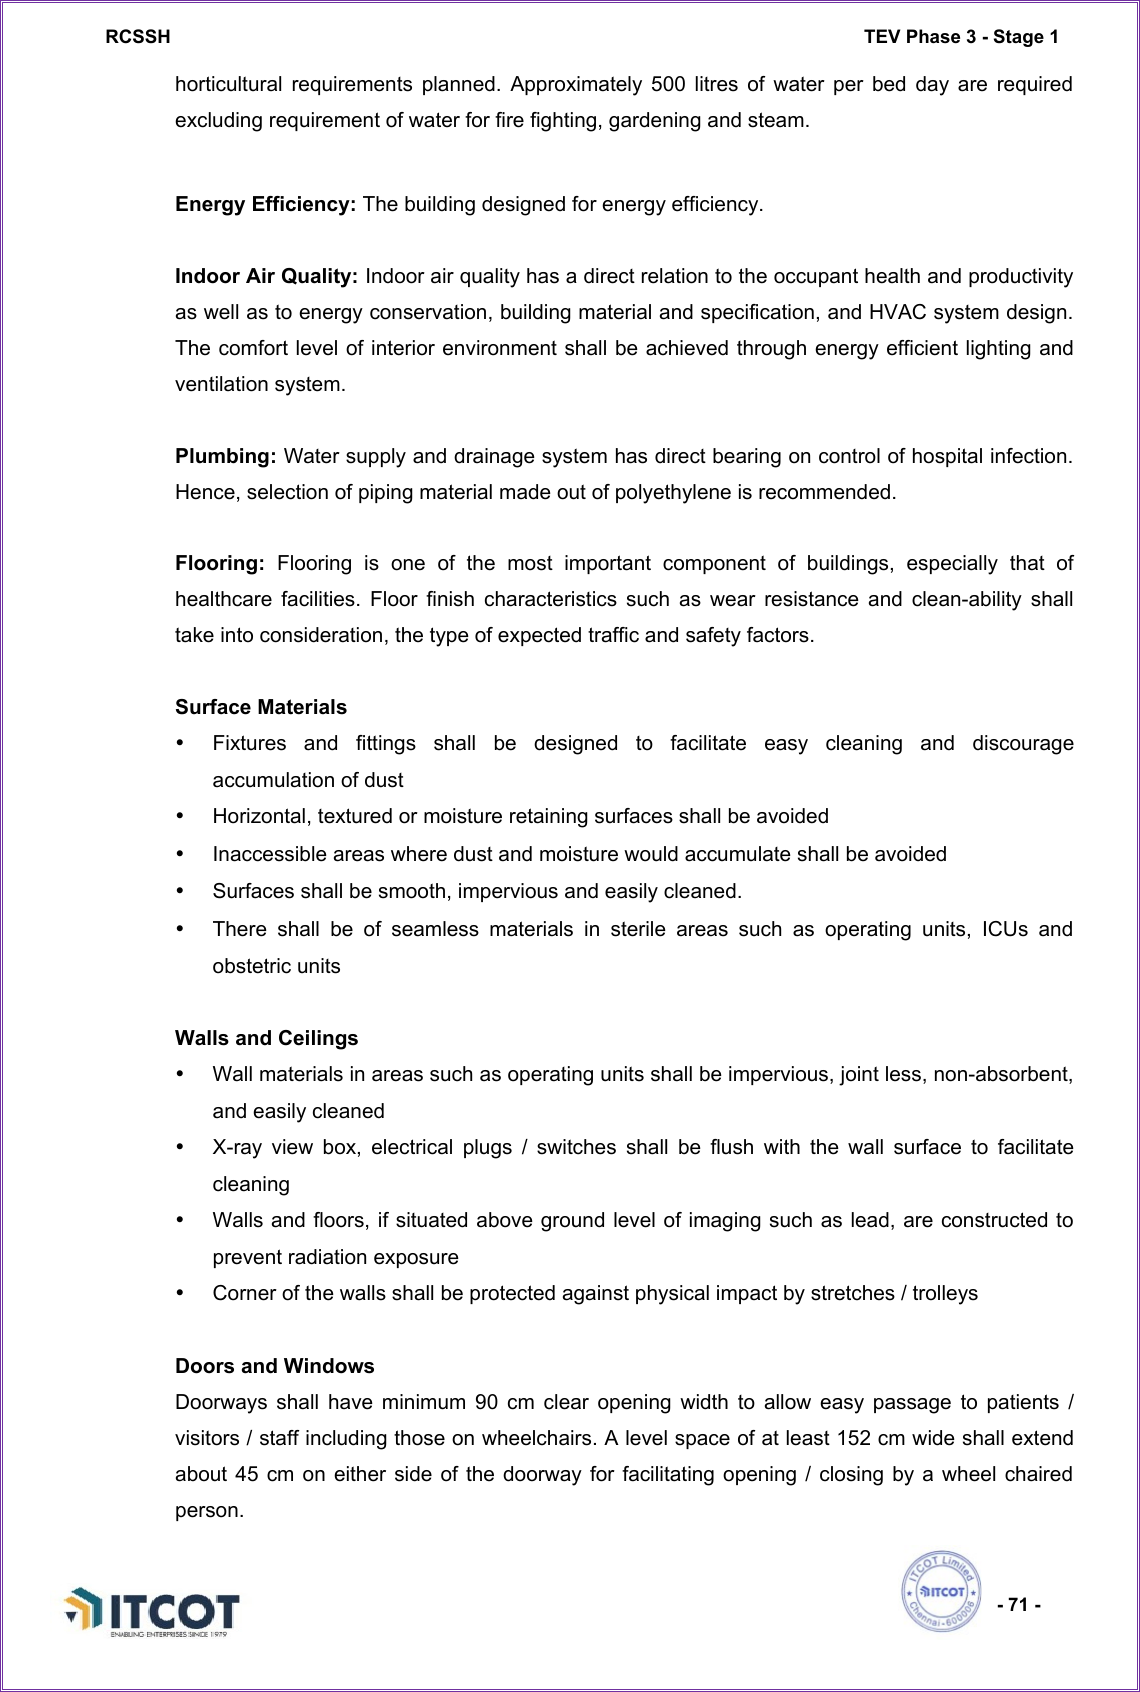 RCSSH TEV Phase 3 - Stage 1
horticultural requirements planned. Approximately 500 litres of water per bed day are required
excluding requirement of water for fire fighting, gardening and steam.
Energy Efficiency: The building designed for energy efficiency.
Indoor Air Quality: Indoor air quality has a direct relation to the occupant health and productivity
as well as to energy conservation, building material and specification, and HVAC system design.
The comfort level of interior environment shall be achieved through energy efficient lighting and
ventilation system.
Plumbing: Water supply and drainage system has direct bearing on control of hospital infection.
Hence, selection of piping material made out of polyethylene is recommended.
Flooring: Flooring is one of the most important component of buildings, especially that of
healthcare facilities. Floor finish characteristics such as wear resistance and clean-ability shall
take into consideration, the type of expected traffic and safety factors.
Surface Materials
• Fixtures and fittings shall be designed to facilitate easy cleaning and discourage
accumulation of dust
• Horizontal, textured or moisture retaining surfaces shall be avoided
• Inaccessible areas where dust and moisture would accumulate shall be avoided
• Surfaces shall be smooth, impervious and easily cleaned.
• There shall be of seamless materials in sterile areas such as operating units, ICUs and
obstetric units
Walls and Ceilings
• Wall materials in areas such as operating units shall be impervious, joint less, non-absorbent,
and easily cleaned
• X-ray view box, electrical plugs / switches shall be flush with the wall surface to facilitate
cleaning
• Walls and floors, if situated above ground level of imaging such as lead, are constructed to
prevent radiation exposure
• Corner of the walls shall be protected against physical impact by stretches / trolleys
Doors and Windows
Doorways shall have minimum 90 cm clear opening width to allow easy passage to patients /
visitors / staff including those on wheelchairs. A level space of at least 152 cm wide shall extend
about 45 cm on either side of the doorway for facilitating opening / closing by a wheel chaired
person.
ITCOT
ENABLING ENTERPRISES SINCE 1979
ITCOT Limited
ITCOT
Chennai-600006
- 71 -